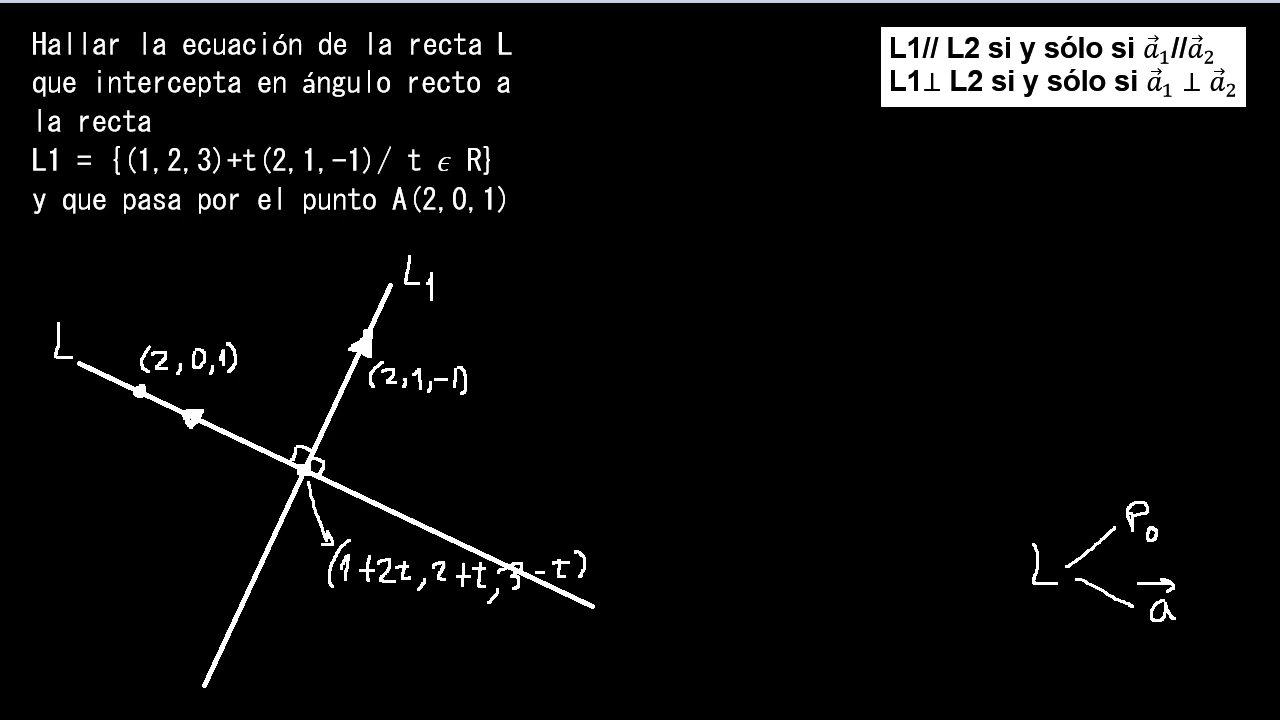 Hallar la ecuación de la recta L
que intercepta en ángulo recto a
la recta
L1 = {(1,2,3)+t(2,1,-1)/ t ϵ R}
y que pasa por el punto A(2,0,1)
L1// L2 si y sólo si a⃗₁//a⃗₂
L1⊥ L2 si y sólo si a⃗₁ ⊥ a⃗₂
L₁
L
(2,0,1)
(2,1,-1)
(1+2t,2+t,3-t)
P₀
L
a⃗